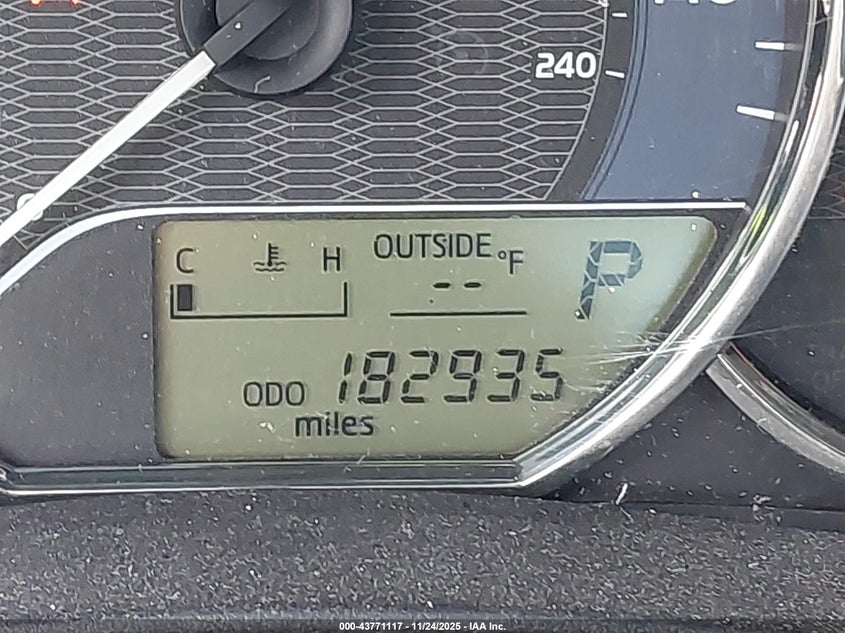 240
C H OUTSIDE °F P
--
ODO 182935
miles
000-43771117 - 11/24/2025 - IAA Inc.